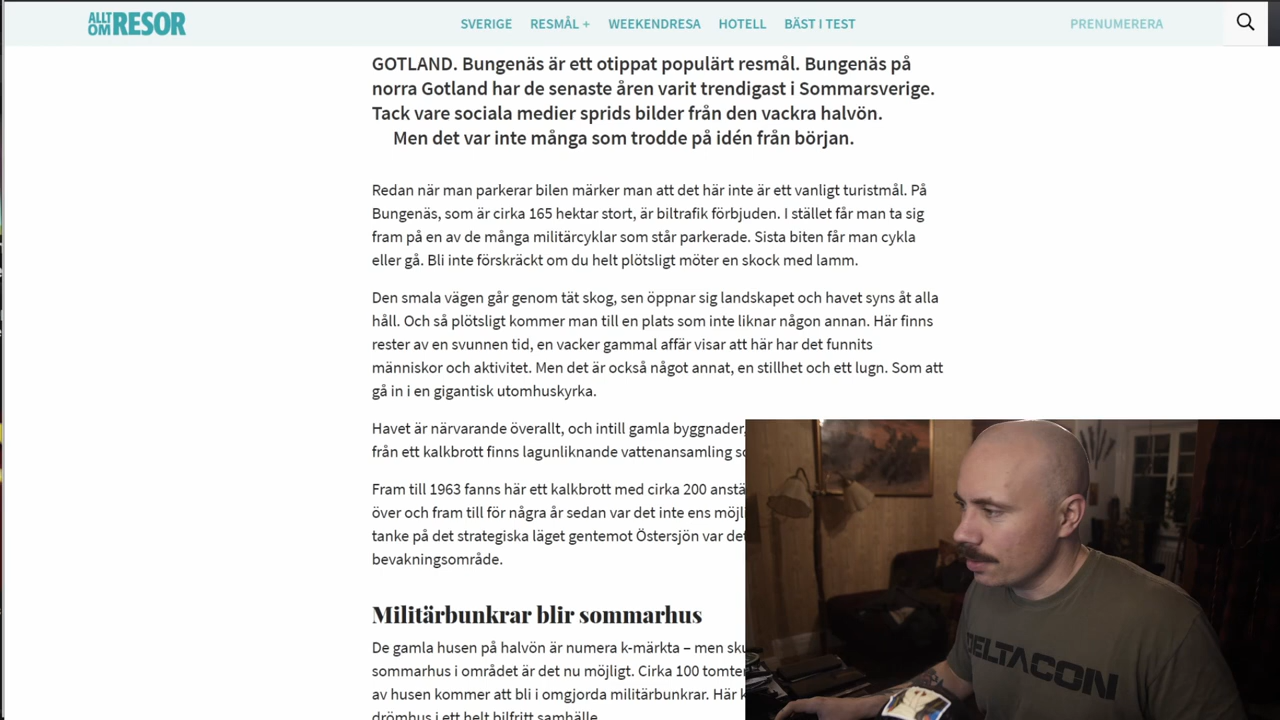 ALLT
OM RESOR
SVERIGE RESMÅL + WEEKENDRESA HOTELL BÄST I TEST PRENUMERERA
GOTLAND. Bungenäs är ett otippat populärt resmål. Bungenäs på
norra Gotland har de senaste åren varit trendigast i Sommarsverige.
Tack vare sociala medier sprids bilder från den vackra halvön.
Men det var inte många som trodde på idén från början.
Redan när man parkerar bilen märker man att det här inte är ett vanligt turistmål. På
Bungenäs, som är cirka 165 hektar stort, är biltrafik förbjuden. I stället får man ta sig
fram på en av de många militärcyklar som står parkerade. Sista biten får man cykla
eller gå. Bli inte förskräckt om du helt plötsligt möter en skock med lamm.
Den smala vägen går genom tät skog, sen öppnar sig landskapet och havet syns åt alla
håll. Och så plötsligt kommer man till en plats som inte liknar någon annan. Här finns
rester av en svunnen tid, en vacker gammal affär visar att här har det funnits
människor och aktivitet. Men det är också något annat, en stillhet och ett lugn. Som att
gå in i en gigantisk utomhuskyrka.
Havet är närvarande överallt, och intill gamla byggnader,
från ett kalkbrott finns lagunliknande vattenansamling
Fram till 1963 fanns här ett kalkbrott med cirka 200
över och fram till för några år sedan var det inte ens
tanke på det strategiska läget gentemot Östersjön var det
bevakningsområde.
Militärbunkrar blir sommarhus
De gamla husen på halvön är numera k-märkta – men
sommarhus i området är det nu möjligt. Cirka 100
av husen kommer att bli i omgjorda militärbunkrar. Här
drömhus i ett helt bilfritt samhälle.
DELTACOIN